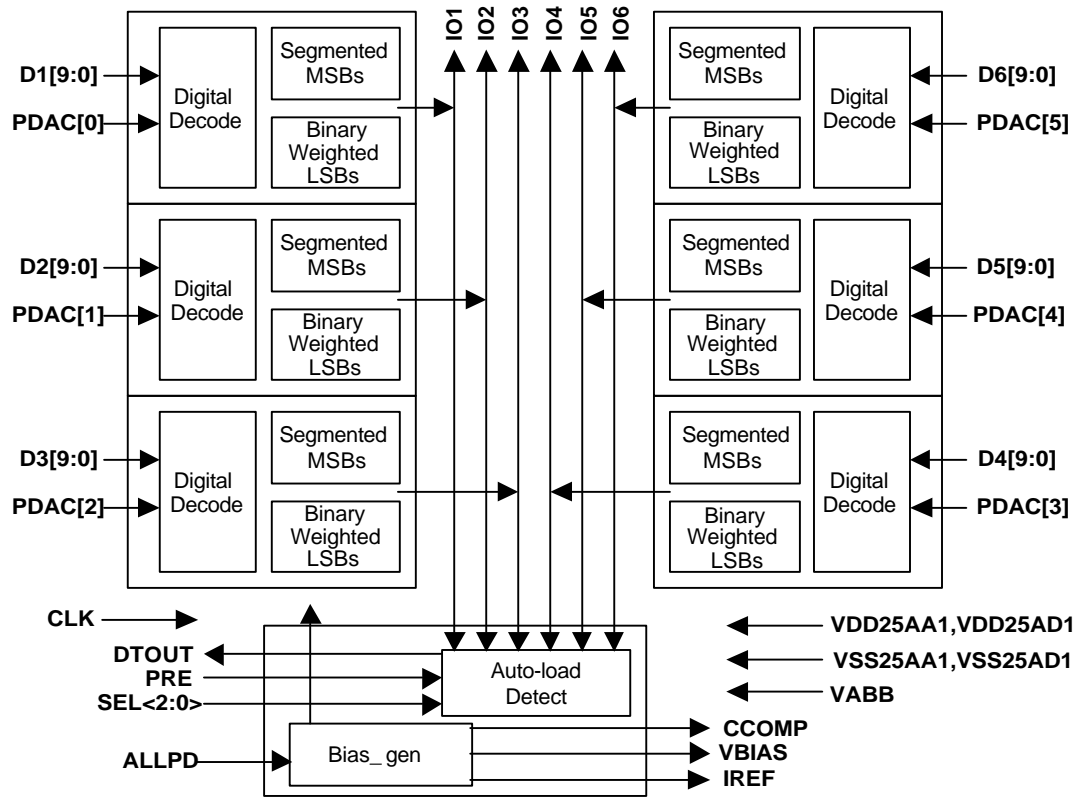 IO1
IO2
IO3
IO4
IO5
IO6
D1[9:0]
PDAC[0]
Digital
Decode
Segmented
MSBs
Binary
Weighted
LSBs
Segmented
MSBs
Binary
Weighted
LSBs
Digital
Decode
D6[9:0]
PDAC[5]
D2[9:0]
PDAC[1]
Digital
Decode
Segmented
MSBs
Binary
Weighted
LSBs
Segmented
MSBs
Binary
Weighted
LSBs
Digital
Decode
D5[9:0]
PDAC[4]
D3[9:0]
PDAC[2]
Digital
Decode
Segmented
MSBs
Binary
Weighted
LSBs
Segmented
MSBs
Binary
Weighted
LSBs
Digital
Decode
D4[9:0]
PDAC[3]
CLK
DTOUT
PRE
SEL<2:0>
ALLPD
Auto-load
Detect
Bias_ gen
VDD25AA1,VDD25AD1
VSS25AA1,VSS25AD1
VABB
CCOMP
VBIAS
IREF